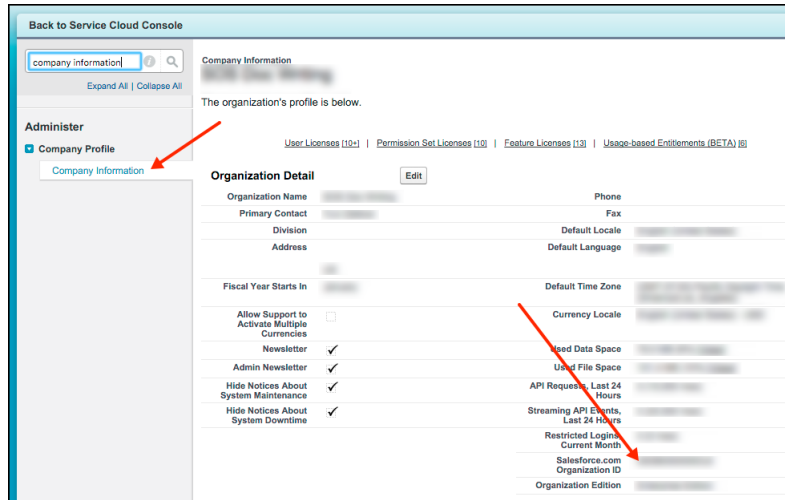 Back to Service Cloud Console
company information
Expand All | Collapse All
Administer
Company Profile
Company Information
Company Information
The organization's profile is below.
User Licenses [10+] | Permission Set Licenses [10] | Feature Licenses [13] | Usage-based Entitlements (BETA) [6]
Organization Detail
Edit
Organization Name
Phone
Primary Contact
Fax
Division
Default Locale
Address
Default Language
Fiscal Year Starts In
Default Time Zone
Allow Support to
Activate Multiple
Currencies
Currency Locale
Newsletter
Used Data Space
Admin Newsletter
Used File Space
Hide Notices About
System Maintenance
API Requests, Last 24
Hours
Hide Notices About
System Downtime
Streaming API Events,
Last 24 Hours
Restricted Logins,
Current Month
Salesforce.com
Organization ID
Organization Edition